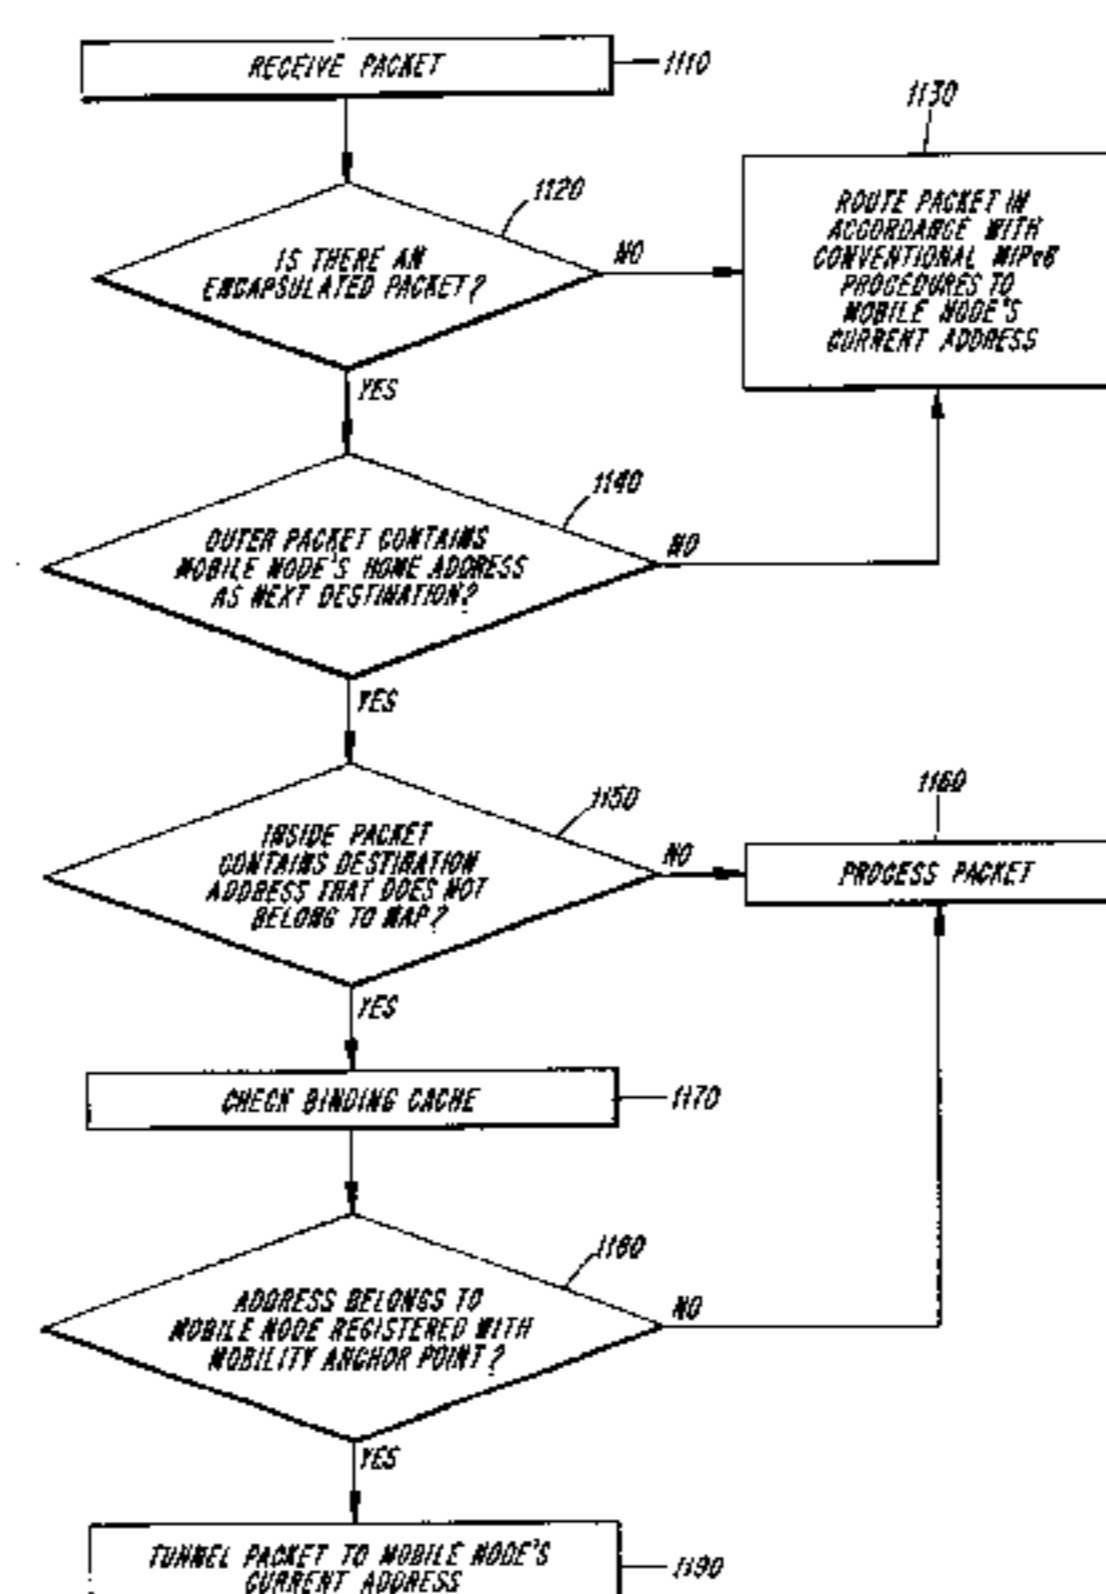 RECEIVE PACKET
1110
1130
ROUTE PACKET IN
ACCORDANCE WITH
CONVENTIONAL MIPv6
PROCEDURES TO
MOBILE NODE'S
CURRENT ADDRESS
1120
IS THERE AN
ENCAPSULATED PACKET?
NO
YES
1140
OUTER PACKET CONTAINS
MOBILE NODE'S HOME ADDRESS
AS NEXT DESTINATION?
NO
YES
1150
INSIDE PACKET
CONTAINS DESTINATION
ADDRESS THAT DOES NOT
BELONG TO MAP?
NO
1160
PROCESS PACKET
YES
CHECK BINDING CACHE
1170
1180
ADDRESS BELONGS TO
MOBILE NODE REGISTERED WITH
MOBILITY ANCHOR POINT?
NO
YES
TUNNEL PACKET TO MOBILE NODE'S
CURRENT ADDRESS
1190